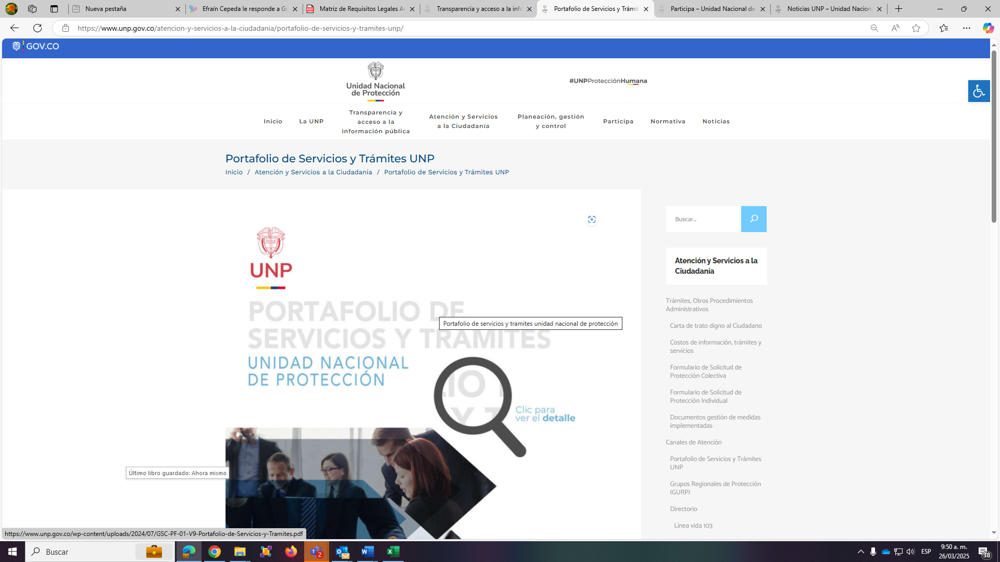 Nueva pestaña
Efraín Cepeda le responde a Gu
Matriz de Requisitos Legales An
Transparencia y acceso a la info
Portafolio de Servicios y Trámit
Participa – Unidad Nacional de
Noticias UNP – Unidad Nacion
https://www.unp.gov.co/atencion-y-servicios-a-la-ciudadania/portafolio-de-servicios-y-tramites-unp/
GOV.CO
Unidad Nacional
de Protección
#UNPProtecciónHumana
Inicio
La UNP
Transparencia y
acceso a la
información pública
Atención y Servicios
a la Ciudadanía
Planeación, gestión
y control
Participa
Normativa
Noticias
Portafolio de Servicios y Trámites UNP
Inicio / Atención y Servicios a la Ciudadanía / Portafolio de Servicios y Trámites UNP
UNP
PORTAFOLIO DE
Portafolio de servicios y tramites unidad nacional de protección
SERVICIOS Y TRAMITES
UNIDAD NACIONAL
DE PROTECCIÓN
LIO
Y T
Clic para
ver el detalle
Buscar...
Atención y Servicios a la
Ciudadanía
Trámites, Otros Procedimientos
Administrativos
Carta de trato digno al Ciudadano
Costos de información, trámites y
servicios
Formulario de Solicitud de
Protección Colectiva
Formulario de Solicitud de
Protección Individual
Documentos gestión de medidas
implementadas
Canales de Atención
Portafolio de Servicios y Trámites
UNP
Grupos Regionales de Protección
(GURP)
Directorio
Línea vida 103
Último libro guardado: Ahora mismo
https://www.unp.gov.co/wp-content/uploads/2024/07/GSC-PF-01-V9-Portafolio-de-Servicios-y-Tramites.pdf
Buscar
2
ESP
9:50 a. m.
26/03/2025
38